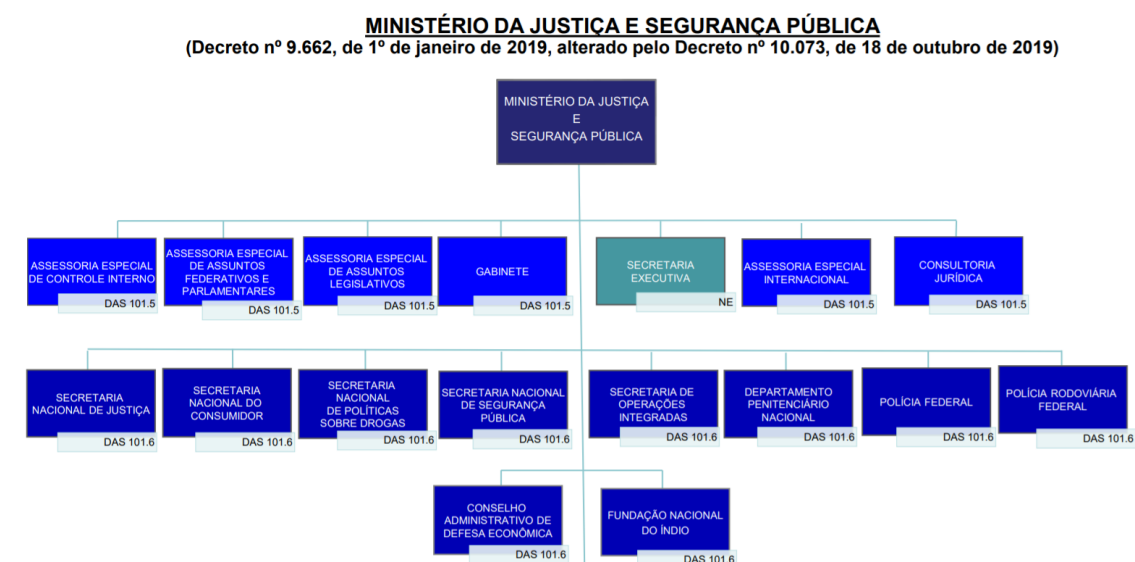 MINISTÉRIO DA JUSTIÇA E SEGURANÇA PÚBLICA
(Decreto nº 9.662, de 1º de janeiro de 2019, alterado pelo Decreto nº 10.073, de 18 de outubro de 2019)
MINISTÉRIO DA JUSTIÇA
E
SEGURANÇA PÚBLICA
ASSESSORIA ESPECIAL
DE CONTROLE INTERNO
DAS 101.5
ASSESSORIA ESPECIAL
DE ASSUNTOS
FEDERATIVOS E
PARLAMENTARES
DAS 101.5
ASSESSORIA ESPECIAL
DE ASSUNTOS
LEGISLATIVOS
DAS 101.5
GABINETE
DAS 101.5
SECRETARIA
EXECUTIVA
NE
ASSESSORIA ESPECIAL
INTERNACIONAL
DAS 101.5
CONSULTORIA
JURÍDICA
DAS 101.5
SECRETARIA
NACIONAL DE JUSTIÇA
DAS 101.6
SECRETARIA
NACIONAL DO
CONSUMIDOR
DAS 101.6
SECRETARIA
NACIONAL
DE POLÍTICAS
SOBRE DROGAS
DAS 101.6
SECRETARIA NACIONAL
DE SEGURANÇA
PÚBLICA
DAS 101.6
SECRETARIA DE
OPERAÇÕES
INTEGRADAS
DAS 101.6
DEPARTAMENTO
PENITENCIÁRIO
NACIONAL
DAS 101.6
POLÍCIA FEDERAL
DAS 101.6
POLÍCIA RODOVIÁRIA
FEDERAL
DAS 101.6
CONSELHO
ADMINISTRATIVO DE
DEFESA ECONÔMICA
DAS 101.6
FUNDAÇÃO NACIONAL
DO ÍNDIO
DAS 101.6